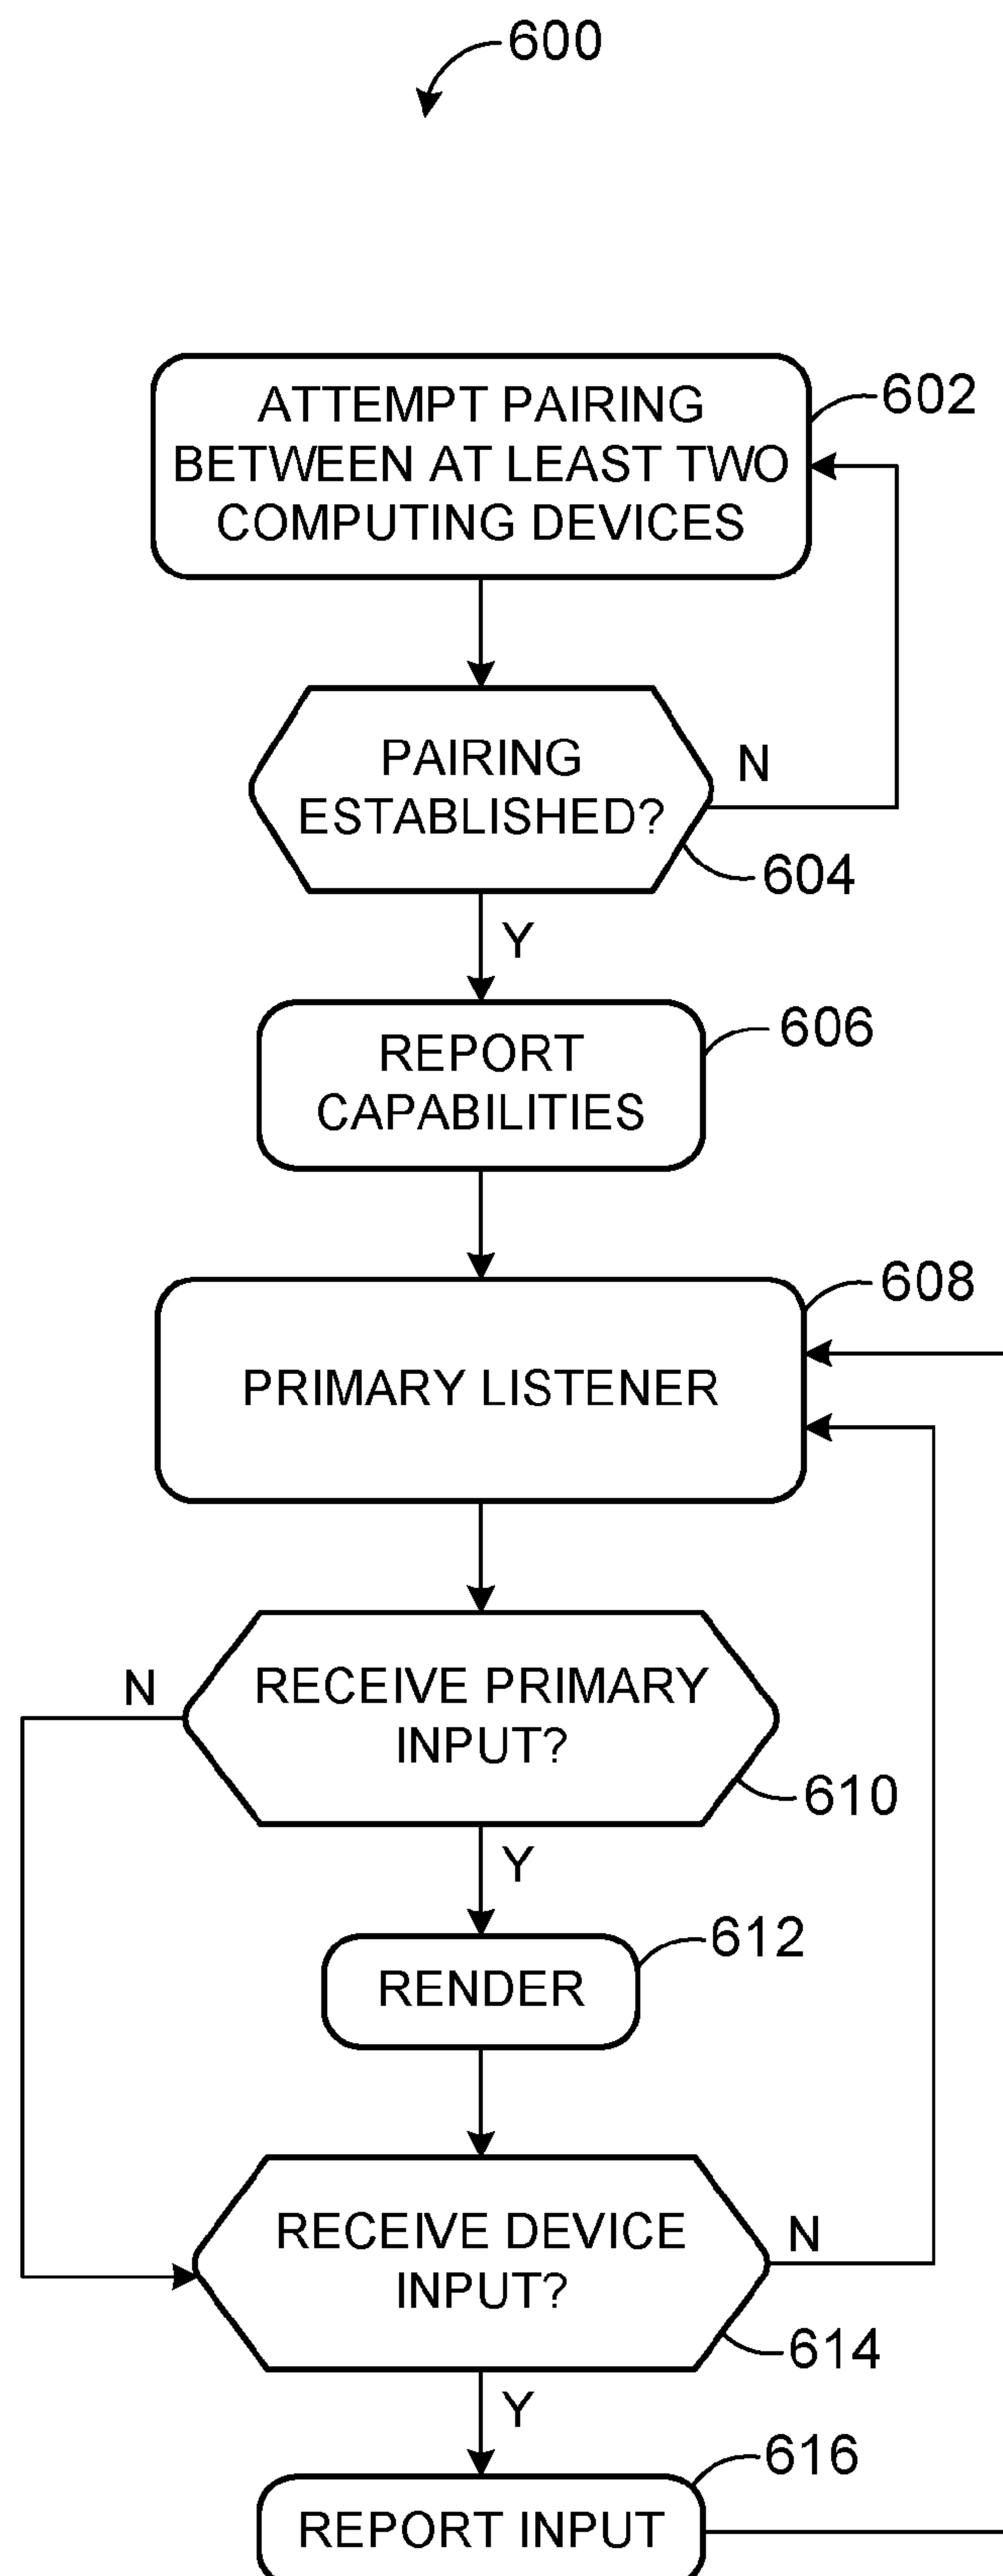 600
ATTEMPT PAIRING
BETWEEN AT LEAST TWO
COMPUTING DEVICES
602
PAIRING
ESTABLISHED?
N
604
Y
REPORT
CAPABILITIES
606
608
PRIMARY LISTENER
N
RECEIVE PRIMARY
INPUT?
610
Y
612
RENDER
RECEIVE DEVICE
INPUT?
N
614
Y
616
REPORT INPUT